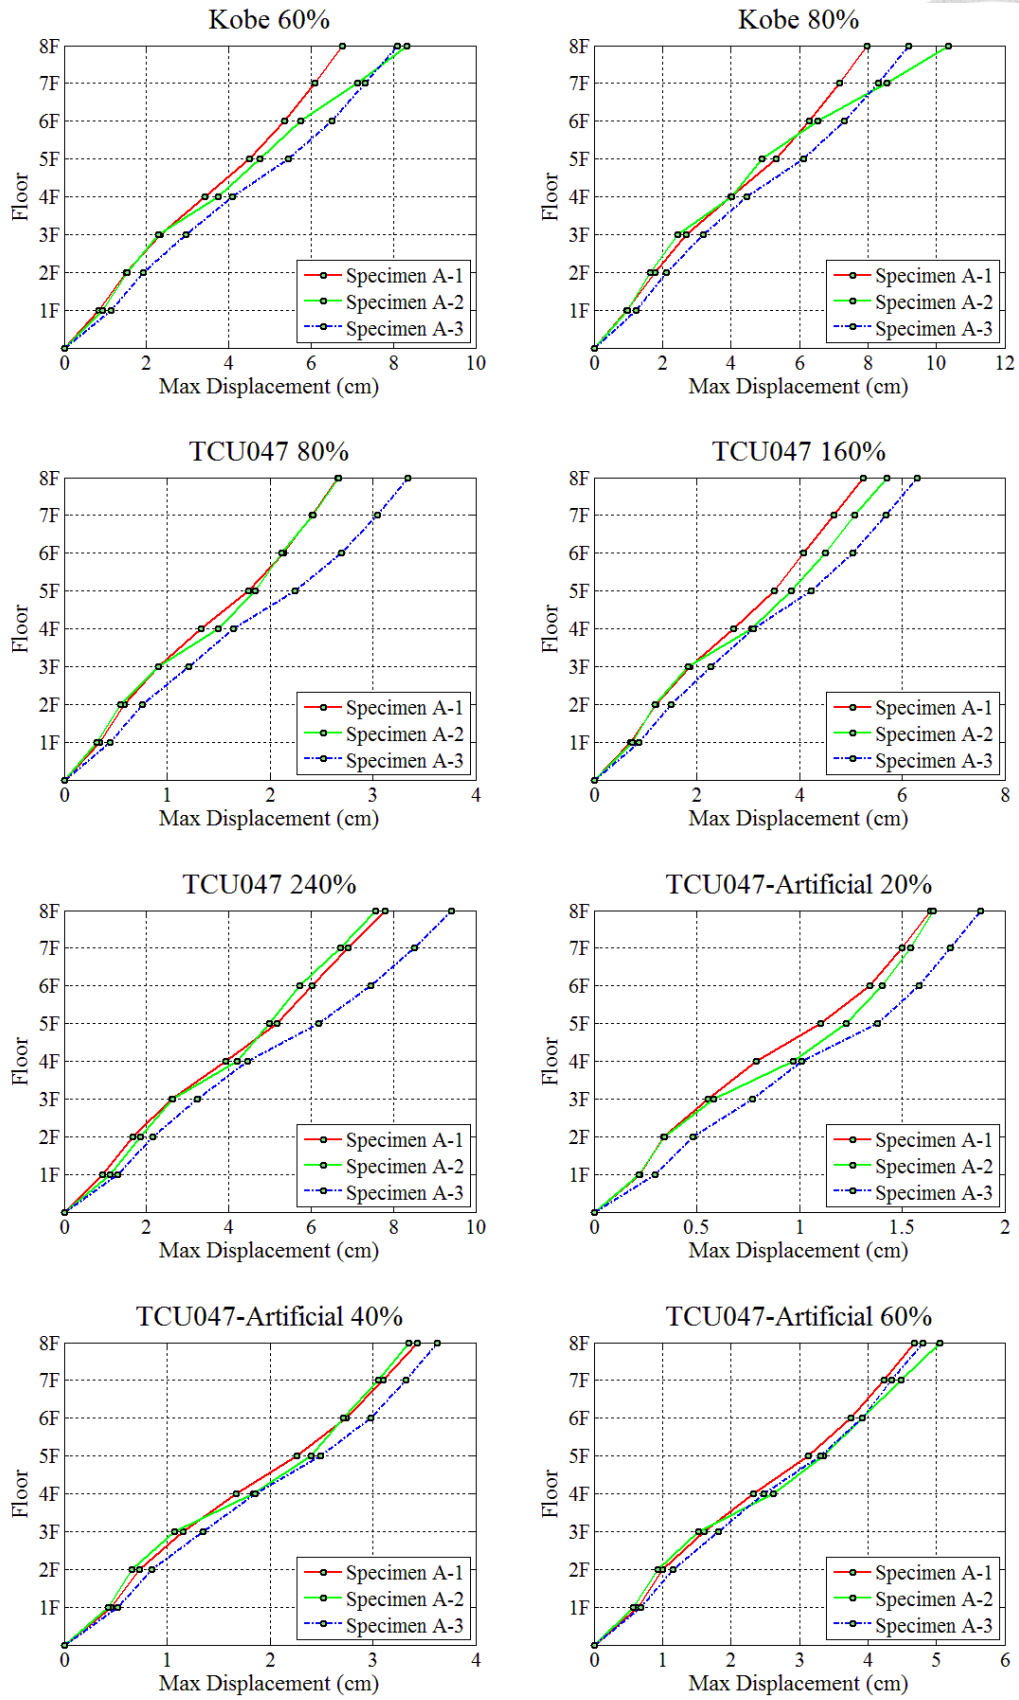 Kobe 60%
8F
7F
6F
5F
4F
3F
2F
1F
Floor
Specimen A-1
Specimen A-2
Specimen A-3
0 2 4 6 8 10
Max Displacement (cm)
Kobe 80%
8F
7F
6F
5F
4F
3F
2F
1F
Floor
Specimen A-1
Specimen A-2
Specimen A-3
0 2 4 6 8 10 12
Max Displacement (cm)
TCU047 80%
8F
7F
6F
5F
4F
3F
2F
1F
Floor
Specimen A-1
Specimen A-2
Specimen A-3
0 1 2 3 4
Max Displacement (cm)
TCU047 160%
8F
7F
6F
5F
4F
3F
2F
1F
Floor
Specimen A-1
Specimen A-2
Specimen A-3
0 2 4 6 8
Max Displacement (cm)
TCU047 240%
8F
7F
6F
5F
4F
3F
2F
1F
Floor
Specimen A-1
Specimen A-2
Specimen A-3
0 2 4 6 8 10
Max Displacement (cm)
TCU047-Artificial 20%
8F
7F
6F
5F
4F
3F
2F
1F
Floor
Specimen A-1
Specimen A-2
Specimen A-3
0 0.5 1 1.5 2
Max Displacement (cm)
TCU047-Artificial 40%
8F
7F
6F
5F
4F
3F
2F
1F
Floor
Specimen A-1
Specimen A-2
Specimen A-3
0 1 2 3 4
Max Displacement (cm)
TCU047-Artificial 60%
8F
7F
6F
5F
4F
3F
2F
1F
Floor
Specimen A-1
Specimen A-2
Specimen A-3
0 1 2 3 4 5 6
Max Displacement (cm)